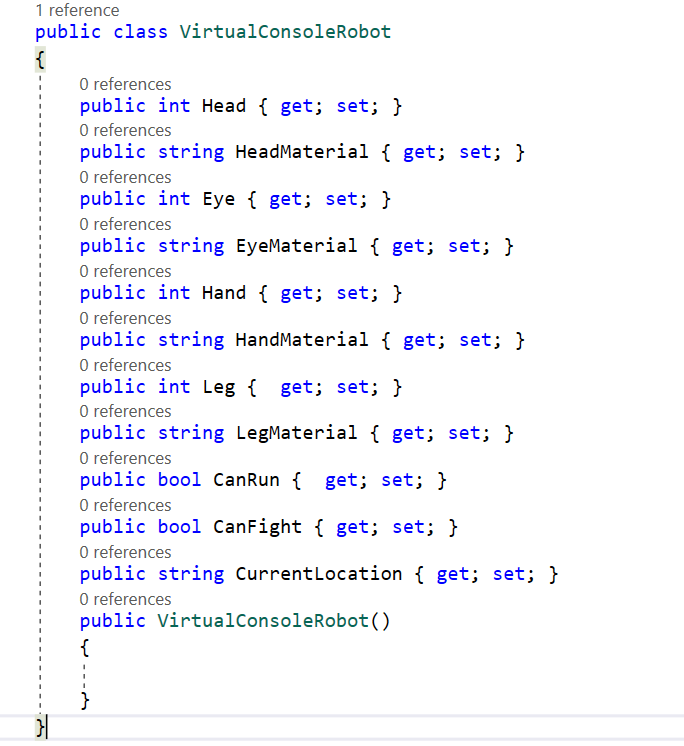 1 reference
public class VirtualConsoleRobot
{
0 references
public int Head { get; set; }
0 references
public string HeadMaterial { get; set; }
0 references
public int Eye { get; set; }
0 references
public string EyeMaterial { get; set; }
0 references
public int Hand { get; set; }
0 references
public string HandMaterial { get; set; }
0 references
public int Leg {  get; set; }
0 references
public string LegMaterial { get; set; }
0 references
public bool CanRun {  get; set; }
0 references
public bool CanFight { get; set; }
0 references
public string CurrentLocation { get; set; }
0 references
public VirtualConsoleRobot()
{
}
}